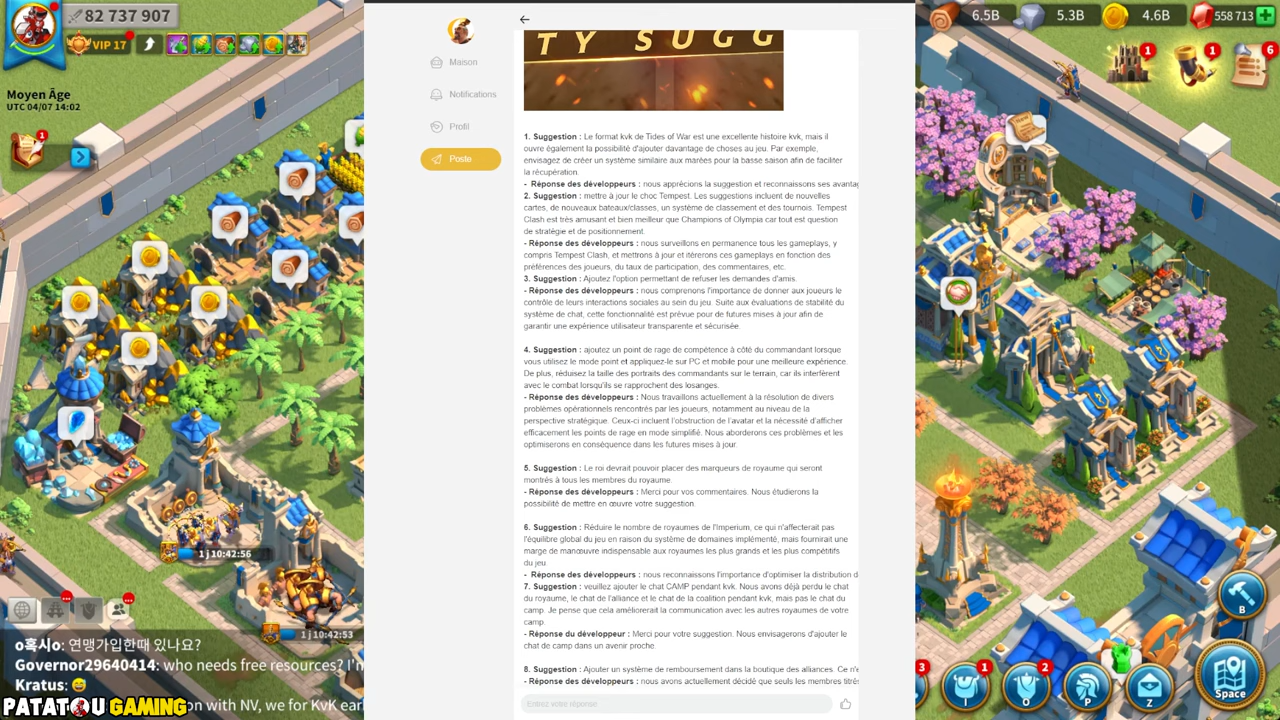 82 737 907
VIP 17
5.3B
4.6B
558713
Moyen Âge
UTC 04/07 14:02
1
1
1
6
Maison
Notifications
Profil
Poste
TY SUGG
1. Suggestion : Le format kvk de Tides of War est une excellente histoire kvk, mais il
ouvre également la possibilité d'ajouter davantage de choses au jeu. Par exemple,
envisagez de créer un système similaire aux marées pour la basse saison afin de faciliter
la récupération.
- Réponse des développeurs : nous apprécions la suggestion et reconnaissons ses avantag
2. Suggestion : mettre à jour le choc Tempest. Les suggestions incluent de nouvelles
cartes, de nouveaux bateaux/classes, un système de classement et des tournois. Tempest
Clash est très amusant et bien meilleur que Champions of Olympia car tout est question
de stratégie et de positionnement.
- Réponse des développeurs : nous surveillons en permanence tous les gameplays, y
compris Tempest Clash, et mettrons à jour et itérerons ces gameplays en fonction des
préférences des joueurs, du taux de participation, des commentaires, etc.
3. Suggestion : Ajoutez l'option permettant de refuser les demandes d'amis.
- Réponse des développeurs : nous comprenons l'importance de donner aux joueurs le
contrôle de leurs interactions sociales au sein du jeu. Suite aux évaluations de stabilité du
système de chat, cette fonctionnalité est prévue pour de futures mises à jour afin de
garantir une expérience utilisateur transparente et sécurisée.
4. Suggestion : ajoutez un point de rage de compétence à côté du commandant lorsque
vous utilisez le mode point et appliquez-le sur PC et mobile pour une meilleure expérience.
De plus, réduisez la taille des portraits des commandants sur le terrain, car ils interfèrent
avec le combat lorsqu'ils se rapprochent des losanges.
- Réponse des développeurs : Nous travaillons actuellement à la résolution de divers
problèmes opérationnels rencontrés par les joueurs, notamment au niveau de la
perspective stratégique. Ceux-ci incluent l'obstruction de l'avatar et la nécessité d'afficher
efficacement les points de rage en mode simplifié. Nous aborderons ces problèmes et les
optimiserons en conséquence dans les futures mises à jour.
5. Suggestion : Le roi devrait pouvoir placer des marqueurs de royaume qui seront
montrés à tous les membres du royaume.
- Réponse des développeurs : Merci pour vos commentaires. Nous étudierons la
possibilité de mettre en œuvre votre suggestion.
6. Suggestion : Réduire le nombre de royaumes de l'Imperium, ce qui n'affecterait pas
l'équilibre global du jeu en raison du système de domaines implémenté, mais fournirait une
marge de manœuvre indispensable aux royaumes les plus grands et les plus compétitifs
du jeu.
- Réponse des développeurs : nous reconnaissons l'importance d'optimiser la distribution d
7. Suggestion : veuillez ajouter le chat CAMP pendant kvk. Nous avons déjà perdu le chat
du royaume, le chat de l'alliance et le chat de la coalition pendant kvk, mais pas le chat du
camp. Je pense que cela améliorerait la communication avec les autres royaumes de votre
camp.
- Réponse du développeur : Merci pour votre suggestion. Nous envisagerons d'ajouter le
chat de camp dans un avenir proche.
8. Suggestion : Ajouter un système de remboursement dans la boutique des alliances. Ce n'e
- Réponse des développeurs : nous avons actuellement décidé que seuls les membres titrés
Entrez votre réponse
1 j 10:42:56
1 j 10:42:53
흑사 : 연맹가입한때 있나요?
Governor29640414: who need resources? I'm
Kratus:
ATATOU GAMING
to with NV, we for KvK ear
B
3
1
2
Space
P
Z